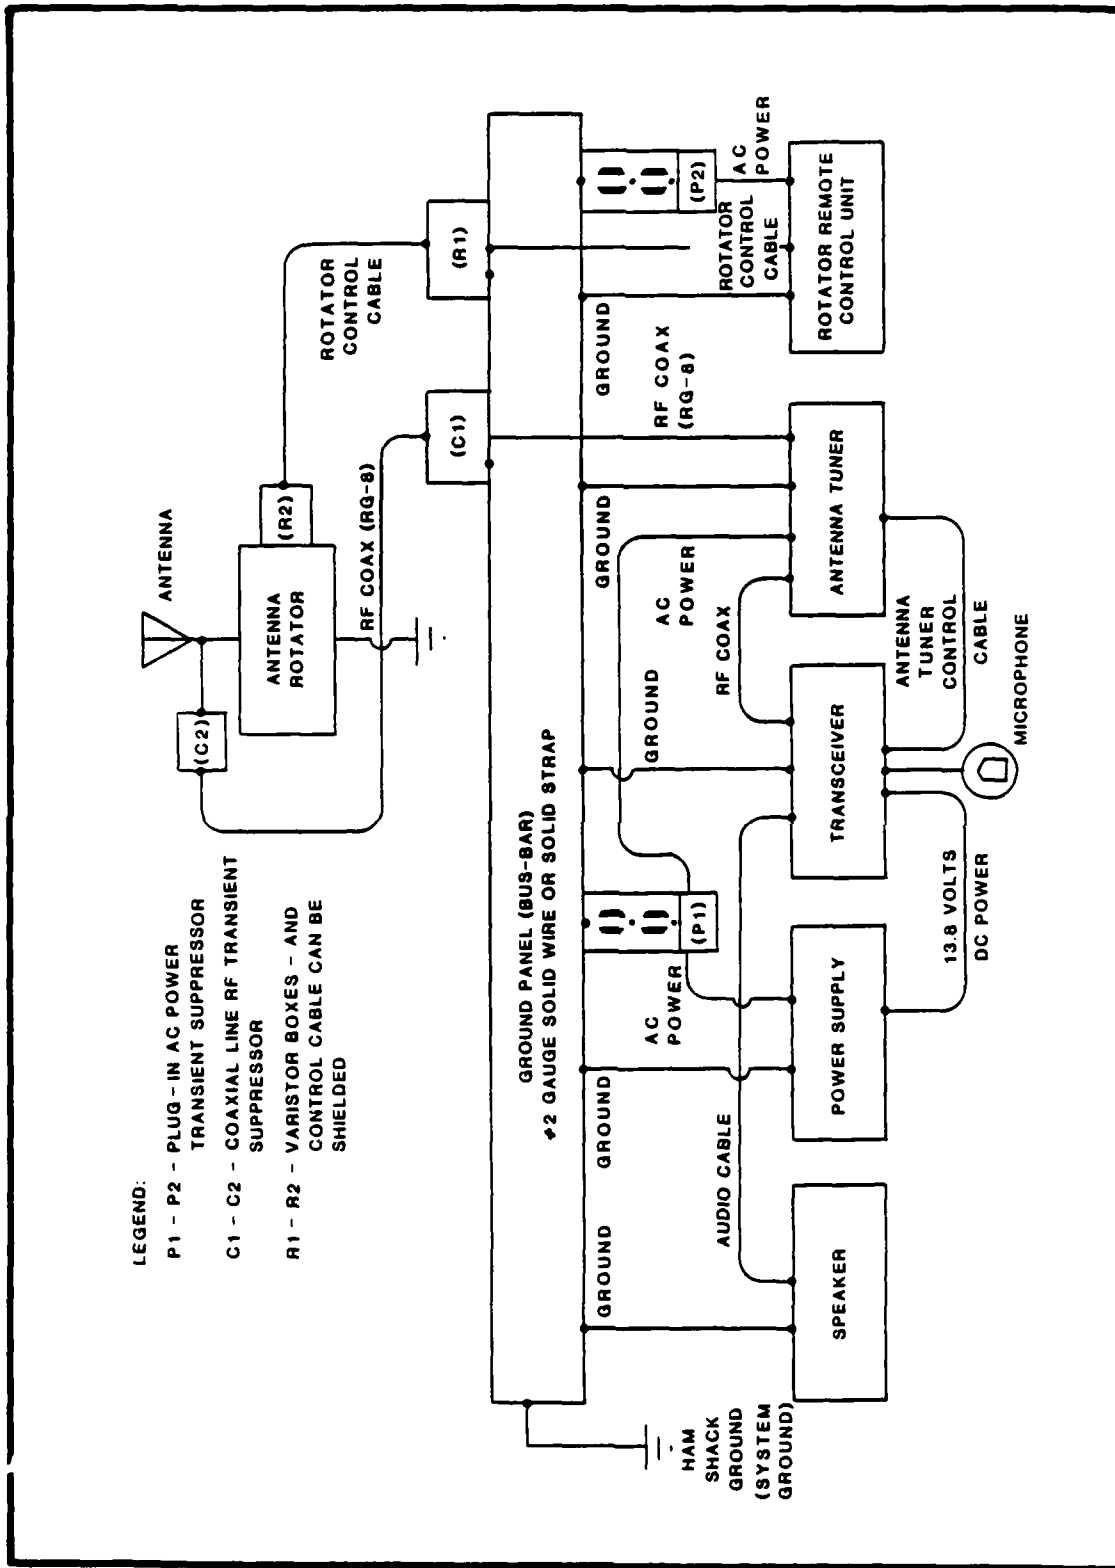 LEGEND:
P1 - P2 - PLUG-IN AC POWER
TRANSIENT SUPPRESSOR
C1 - C2 - COAXIAL LINE RF TRANSIENT
SUPPRESSOR
R1 - R2 - VARISTOR BOXES - AND
CONTROL CABLE CAN BE
SHIELDED
ANTENNA
(C2)
ANTENNA
ROTATOR
(R2)
RF COAX (RG-8)
ROTATOR
CONTROL
CABLE
(C1)
(R1)
GROUND PANEL (BUS-BAR)
#2 GAUGE SOLID WIRE OR SOLID STRAP
HAM
SHACK
GROUND
(SYSTEM
GROUND)
GROUND
GROUND
AUDIO CABLE
AC
POWER
(P1)
GROUND
RF COAX
AC POWER
GROUND
RF COAX
(RG-8)
GROUND
ROTATOR
CONTROL
CABLE
(P2)
AC
POWER
SPEAKER
POWER SUPPLY
TRANSCEIVER
ANTENNA TUNER
ROTATOR REMOTE
CONTROL UNIT
13.8 VOLTS
DC POWER
MICROPHONE
ANTENNA
TUNER
CONTROL
CABLE